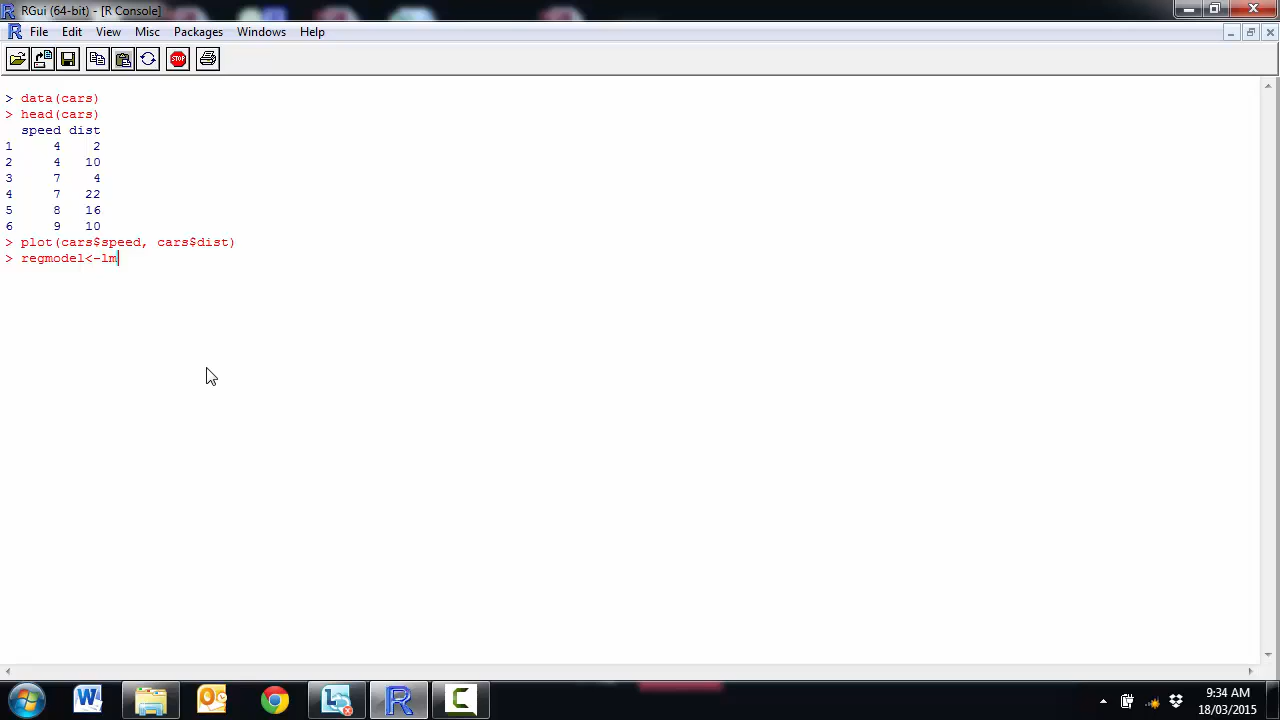 RGui (64-bit) - [R Console]
File Edit View Misc Packages Windows Help
STOP
> data(cars)
> head(cars)
speed dist
1 4 2
2 4 10
3 7 4
4 7 22
5 8 16
6 9 10
> plot(cars$speed, cars$dist)
> regmodel<-lm
9:34 AM
18/03/2015